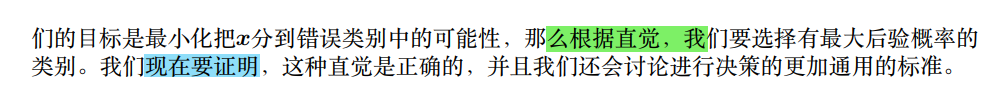 们的目标是最小化把x分到错误类别中的可能性，那么根据直觉，我们要选择有最大后验概率的
类别。我们现在要证明，这种直觉是正确的，并且我们还会讨论进行决策的更加通用的标准。